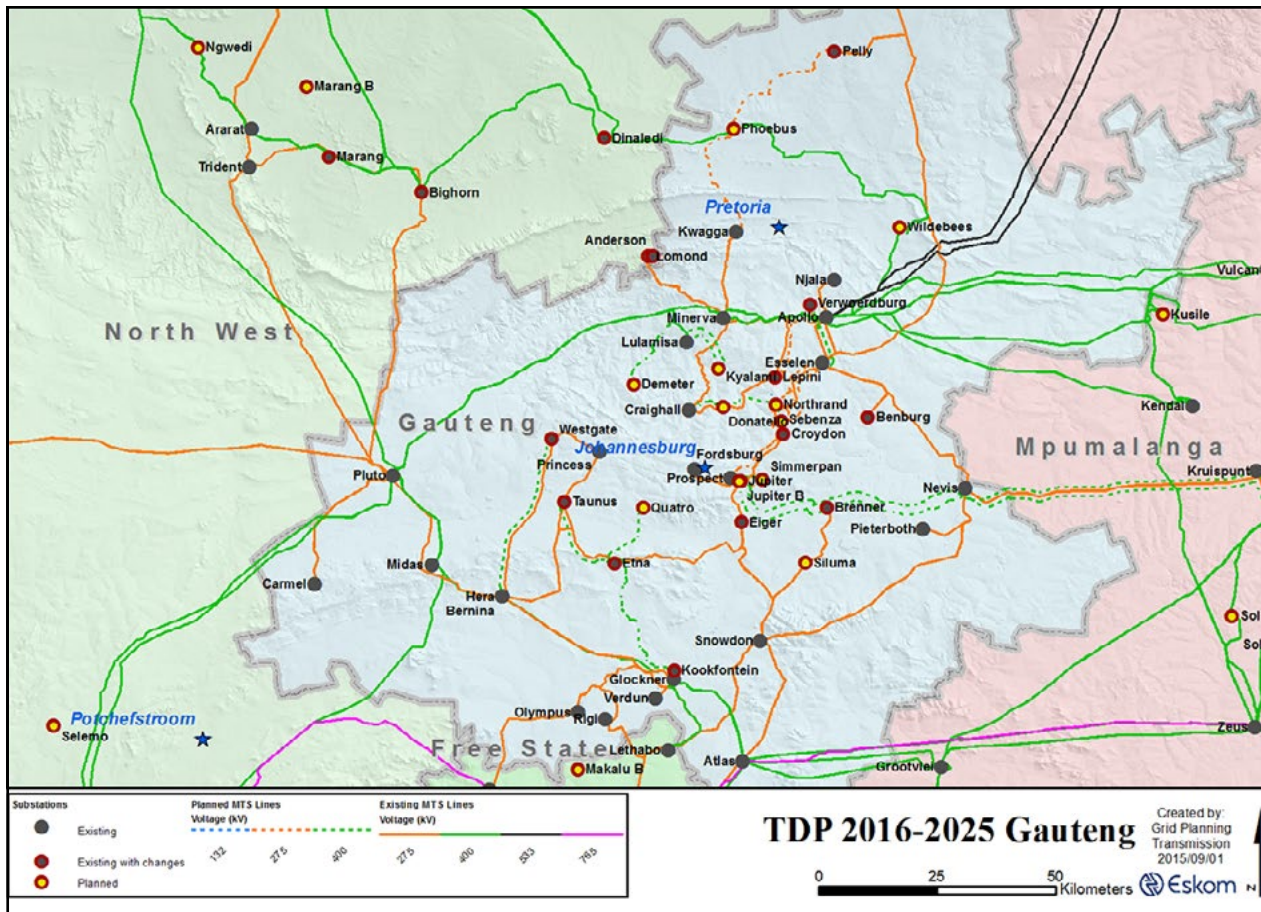 Ngwedi
Pelly
Marang B
Ararat
Phoebus
Dinaledi
Trident
Marang
Bighorn
Pretoria
Kwagga
Wildebees
Anderson
Lomond
Njala
Vulcan
Verwoerdburg
North West
Minerva
Apollo
Kusile
Lulamisa
Esselen
Kyalami
Lepini
Demeter
Kendal
Craighall
Donatello
Northrand
Sebenza
Benburg
Gauteng
Westgate
Croydon
Mpumalanga
Johannesburg
Princess
Fordsburg
Simmerpan
Pluto
Prospect
Jupiter
Kruispunt
Jupiter B
Nevis
Taunus
Quatro
Brenner
Eiger
Pieterboth
Midas
Etna
Siluma
Carmel
Hera
Bernina
Sol
Snowdon
Sol
Kookfontein
Glockner
Verdun
Potchefstroom
Olympus
Rigi
Selemo
Zeus
Free State
Lethabo
Atlas
Grootvlei
Makalu B
Substations
Existing
Existing with changes
Planned
Planned MTS Lines
Voltage (kV)
132
275
400
Existing MTS Lines
Voltage (kV)
275
400
533
765
TDP 2016-2025 Gauteng
Created by:
Grid Planning
Transmission
2015/09/01
0 25 50
Kilometers
Eskom
N